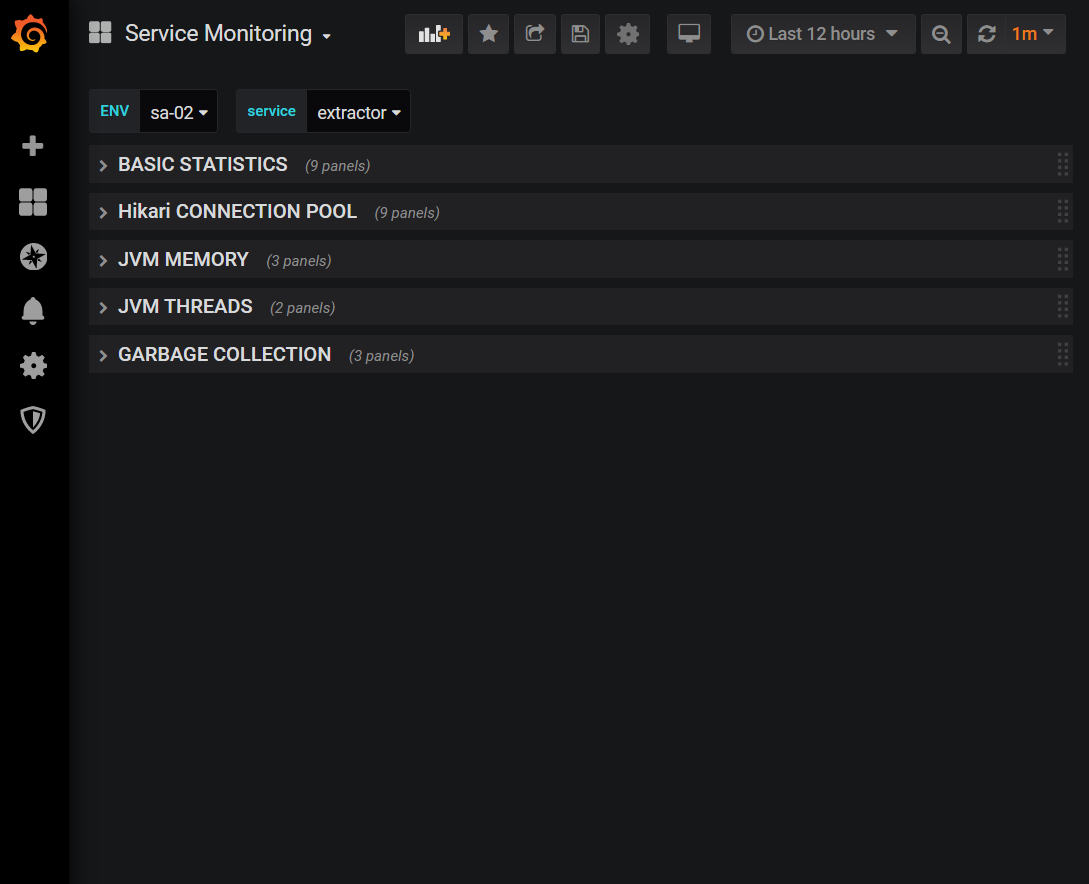 Service Monitoring
Last 12 hours
1m
ENV sa-02 service extractor
BASIC STATISTICS (9 panels)
Hikari CONNECTION POOL (9 panels)
JVM MEMORY (3 panels)
JVM THREADS (2 panels)
GARBAGE COLLECTION (3 panels)